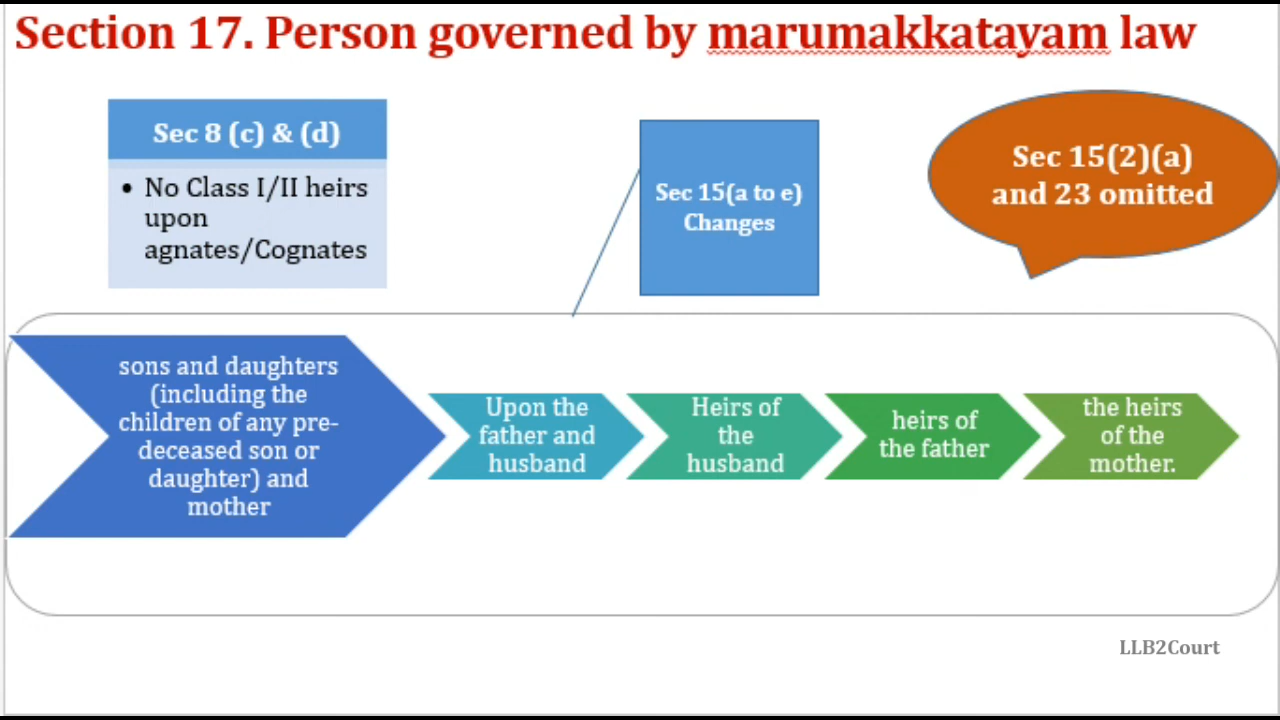 Section 17. Person governed by marumakkatayam law
Sec 8 (c) & (d)
• No Class I/II heirs
upon
agnates/Cognates
Sec 15(a to e)
Changes
Sec 15(2)(a)
and 23 omitted
sons and daughters
(including the
children of any pre-
deceased son or
daughter) and
mother
Upon the
father and
husband
Heirs of
the
husband
heirs of
the father
the heirs
of the
mother.
LLB2Court